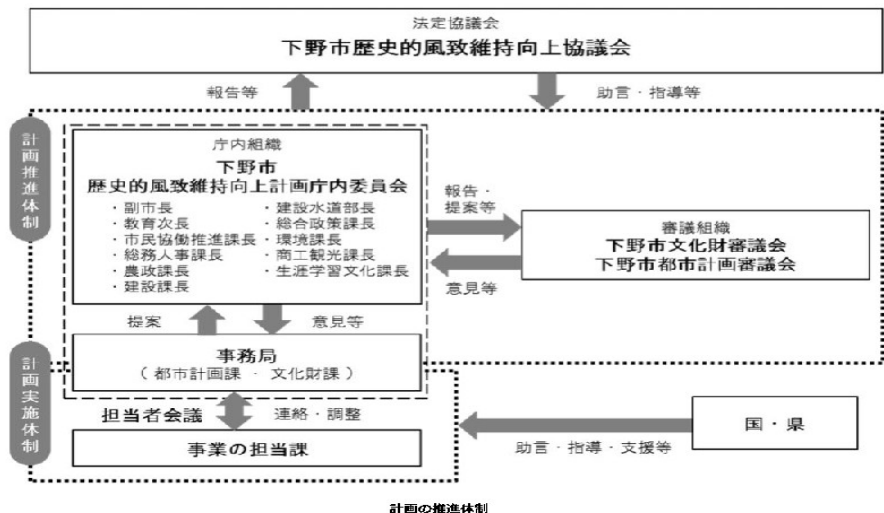 法定協議会
下野市歴史的風致維持向上協議会
報告等
助言・指導等
計画推進体制
庁内組織
下野市
歴史的風致維持向上計画庁内委員会
・副市長
・教育次長
・市民協働推進課長
・総務人事課長
・農政課長
・建設課長
・建設水道部長
・総合政策課長
・環境課長
・商工観光課長
・生涯学習文化課長
報告・
提案等
意見等
審議組織
下野市文化財審議会
下野市都市計画審議会
提案
意見等
計画実施体制
事務局
（都市計画課・文化財課）
担当者会議
連絡・調整
事業の担当課
国・県
助言・指導・支援等
計画の推進体制